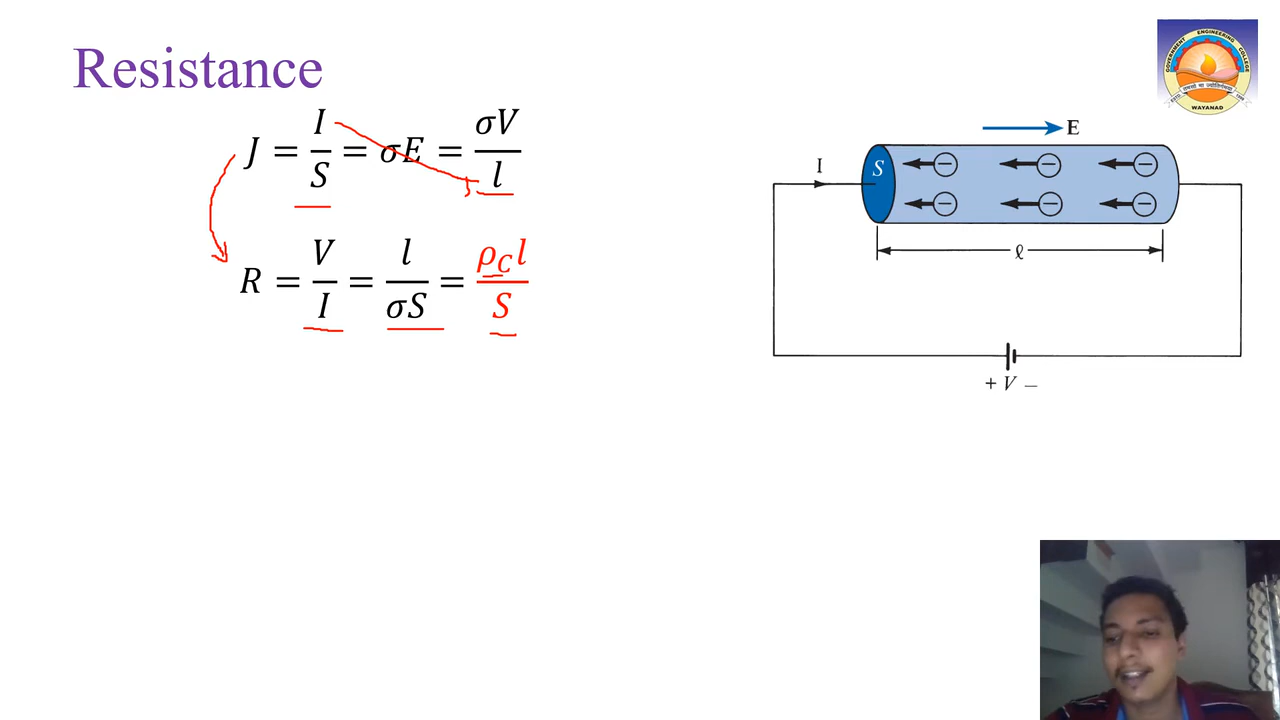 Resistance
J = I/S = σE = σV/l
R = V/I = l/σS = ρ_C l/S
GOVERNMENT ENGINEERING COLLEGE
WAYANAD
E
I
S
ℓ
+ V −